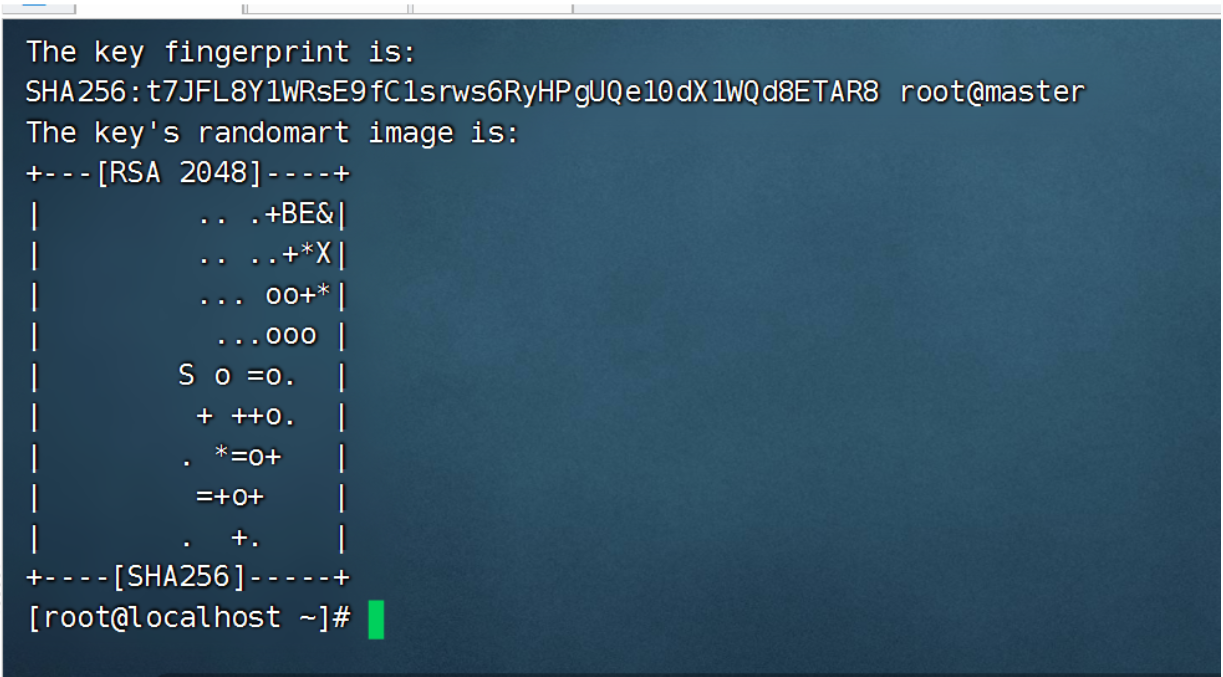 The key fingerprint is:
SHA256:t7JFL8Y1WRsE9fC1srws6RyHPgUQe10dX1WQd8ETAR8 root@master
The key's randomart image is:
+---[RSA 2048]----+
|         .. .+BE&|
|         .. ..+*X|
|         ... oo+*|
|          ...ooo |
|        S o =o.  |
|         + ++o.  |
|        . *=o+   |
|         =+o+    |
|        .  +.    |
+----[SHA256]-----+
[root@localhost ~]#